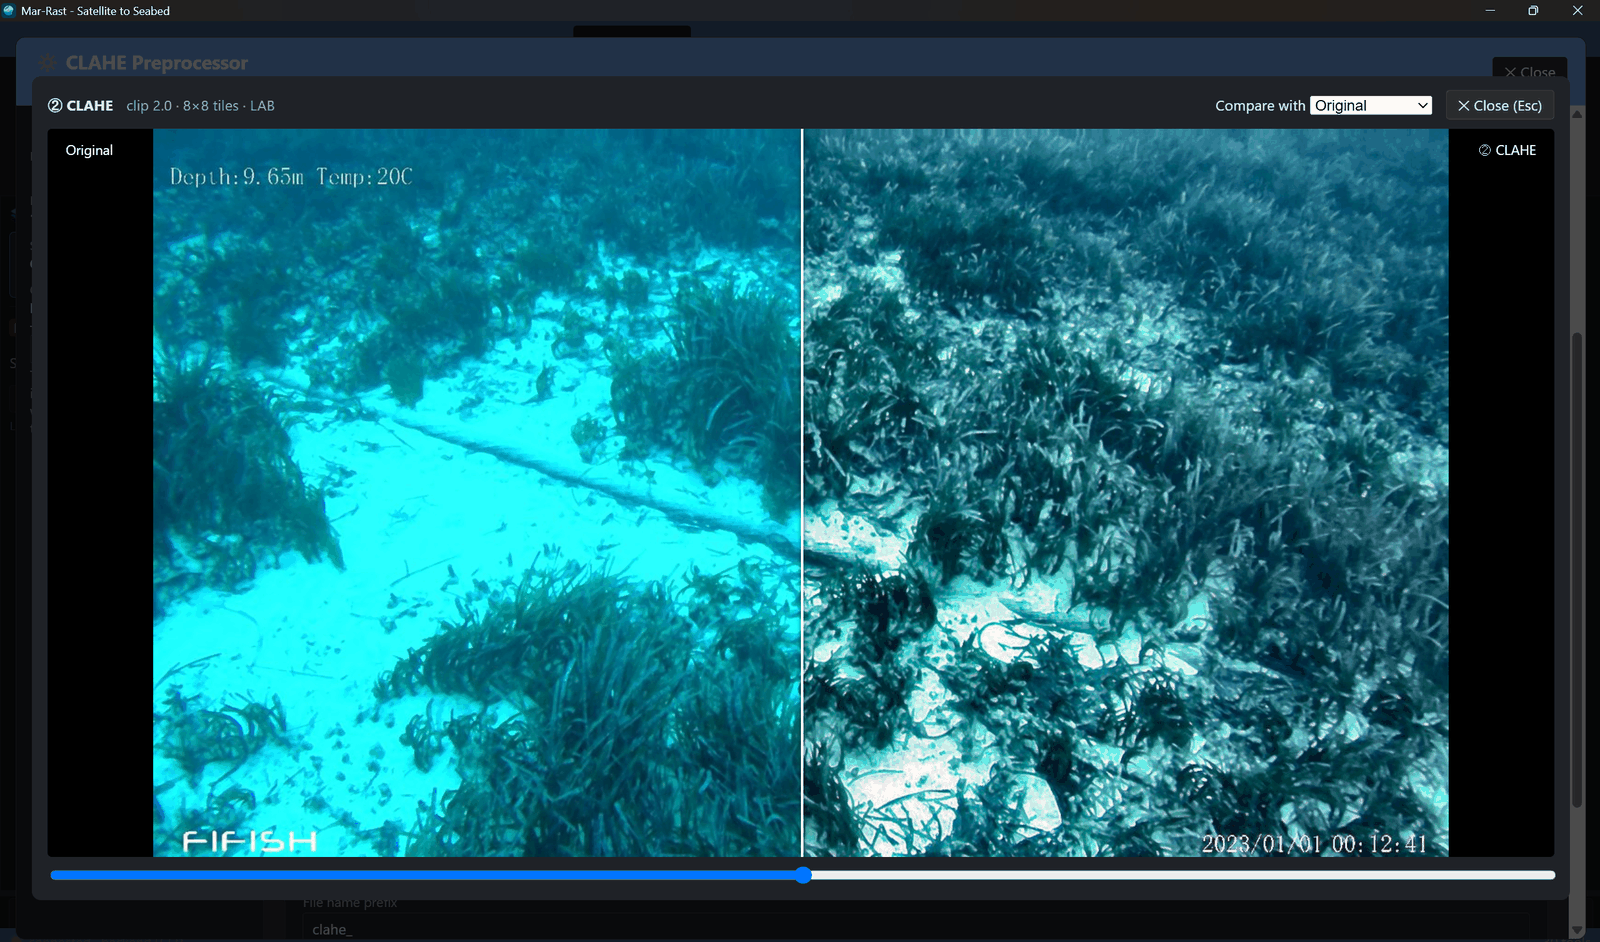 Mar-Rast - Satellite to Seabed
CLAHE Preprocessor
Close
② CLAHE clip 2.0 · 8×8 tiles · LAB
Compare with Original
Close (Esc)
Original
② CLAHE
Depth:9.65m Temp:20C
FIFISH
2023/01/01 00:12:41
File name prefix
clahe_